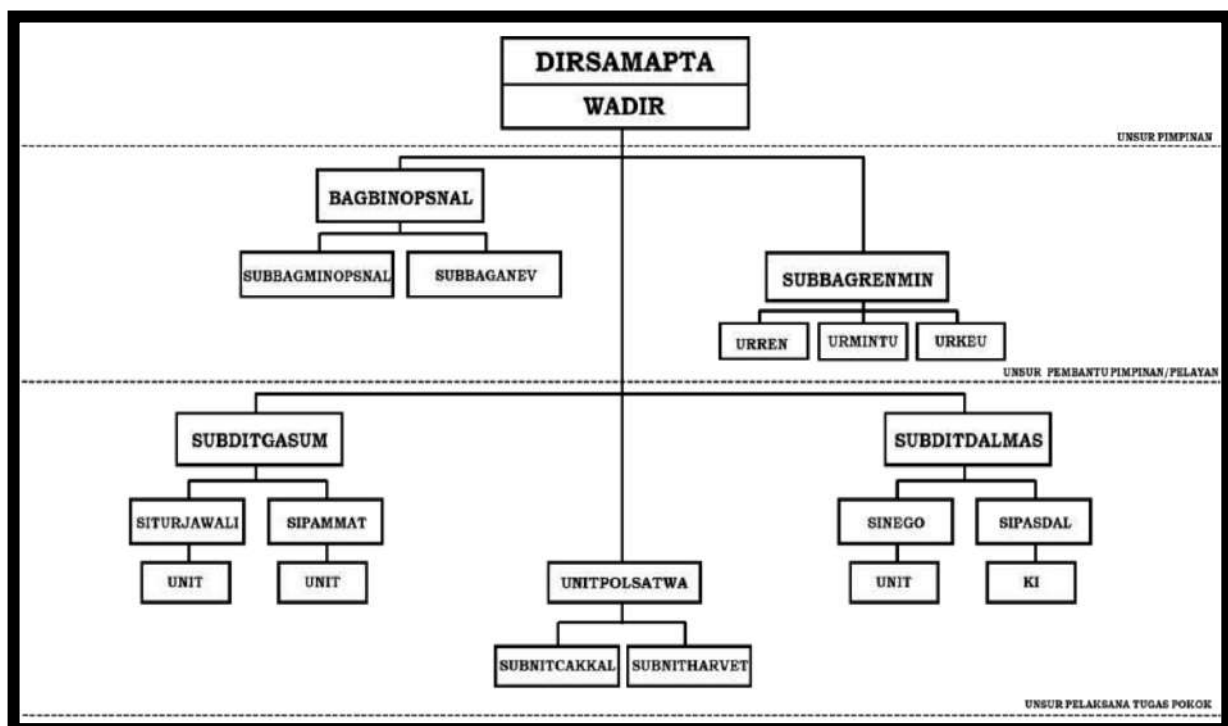 DIRSAMAPTA
WADIR
UNSUR PIMPINAN
BAGBINOPSNAL
SUBBAGMINOPSNAL
SUBBAGANEV
SUBBAGRENMIN
URREN
URMINTU
URKEU
UNSUR PEMBANTU PIMPINAN/PELAYAN
SUBDITGASUM
SUBDITDALMAS
SITURJAWALI
SIPAMMAT
SINEGO
SIPASDAL
UNIT
UNIT
UNIT
KI
UNITPOLSATWA
SUBNITCAKKAL
SUBNITHARVET
UNSUR PELAKSANA TUGAS POKOK